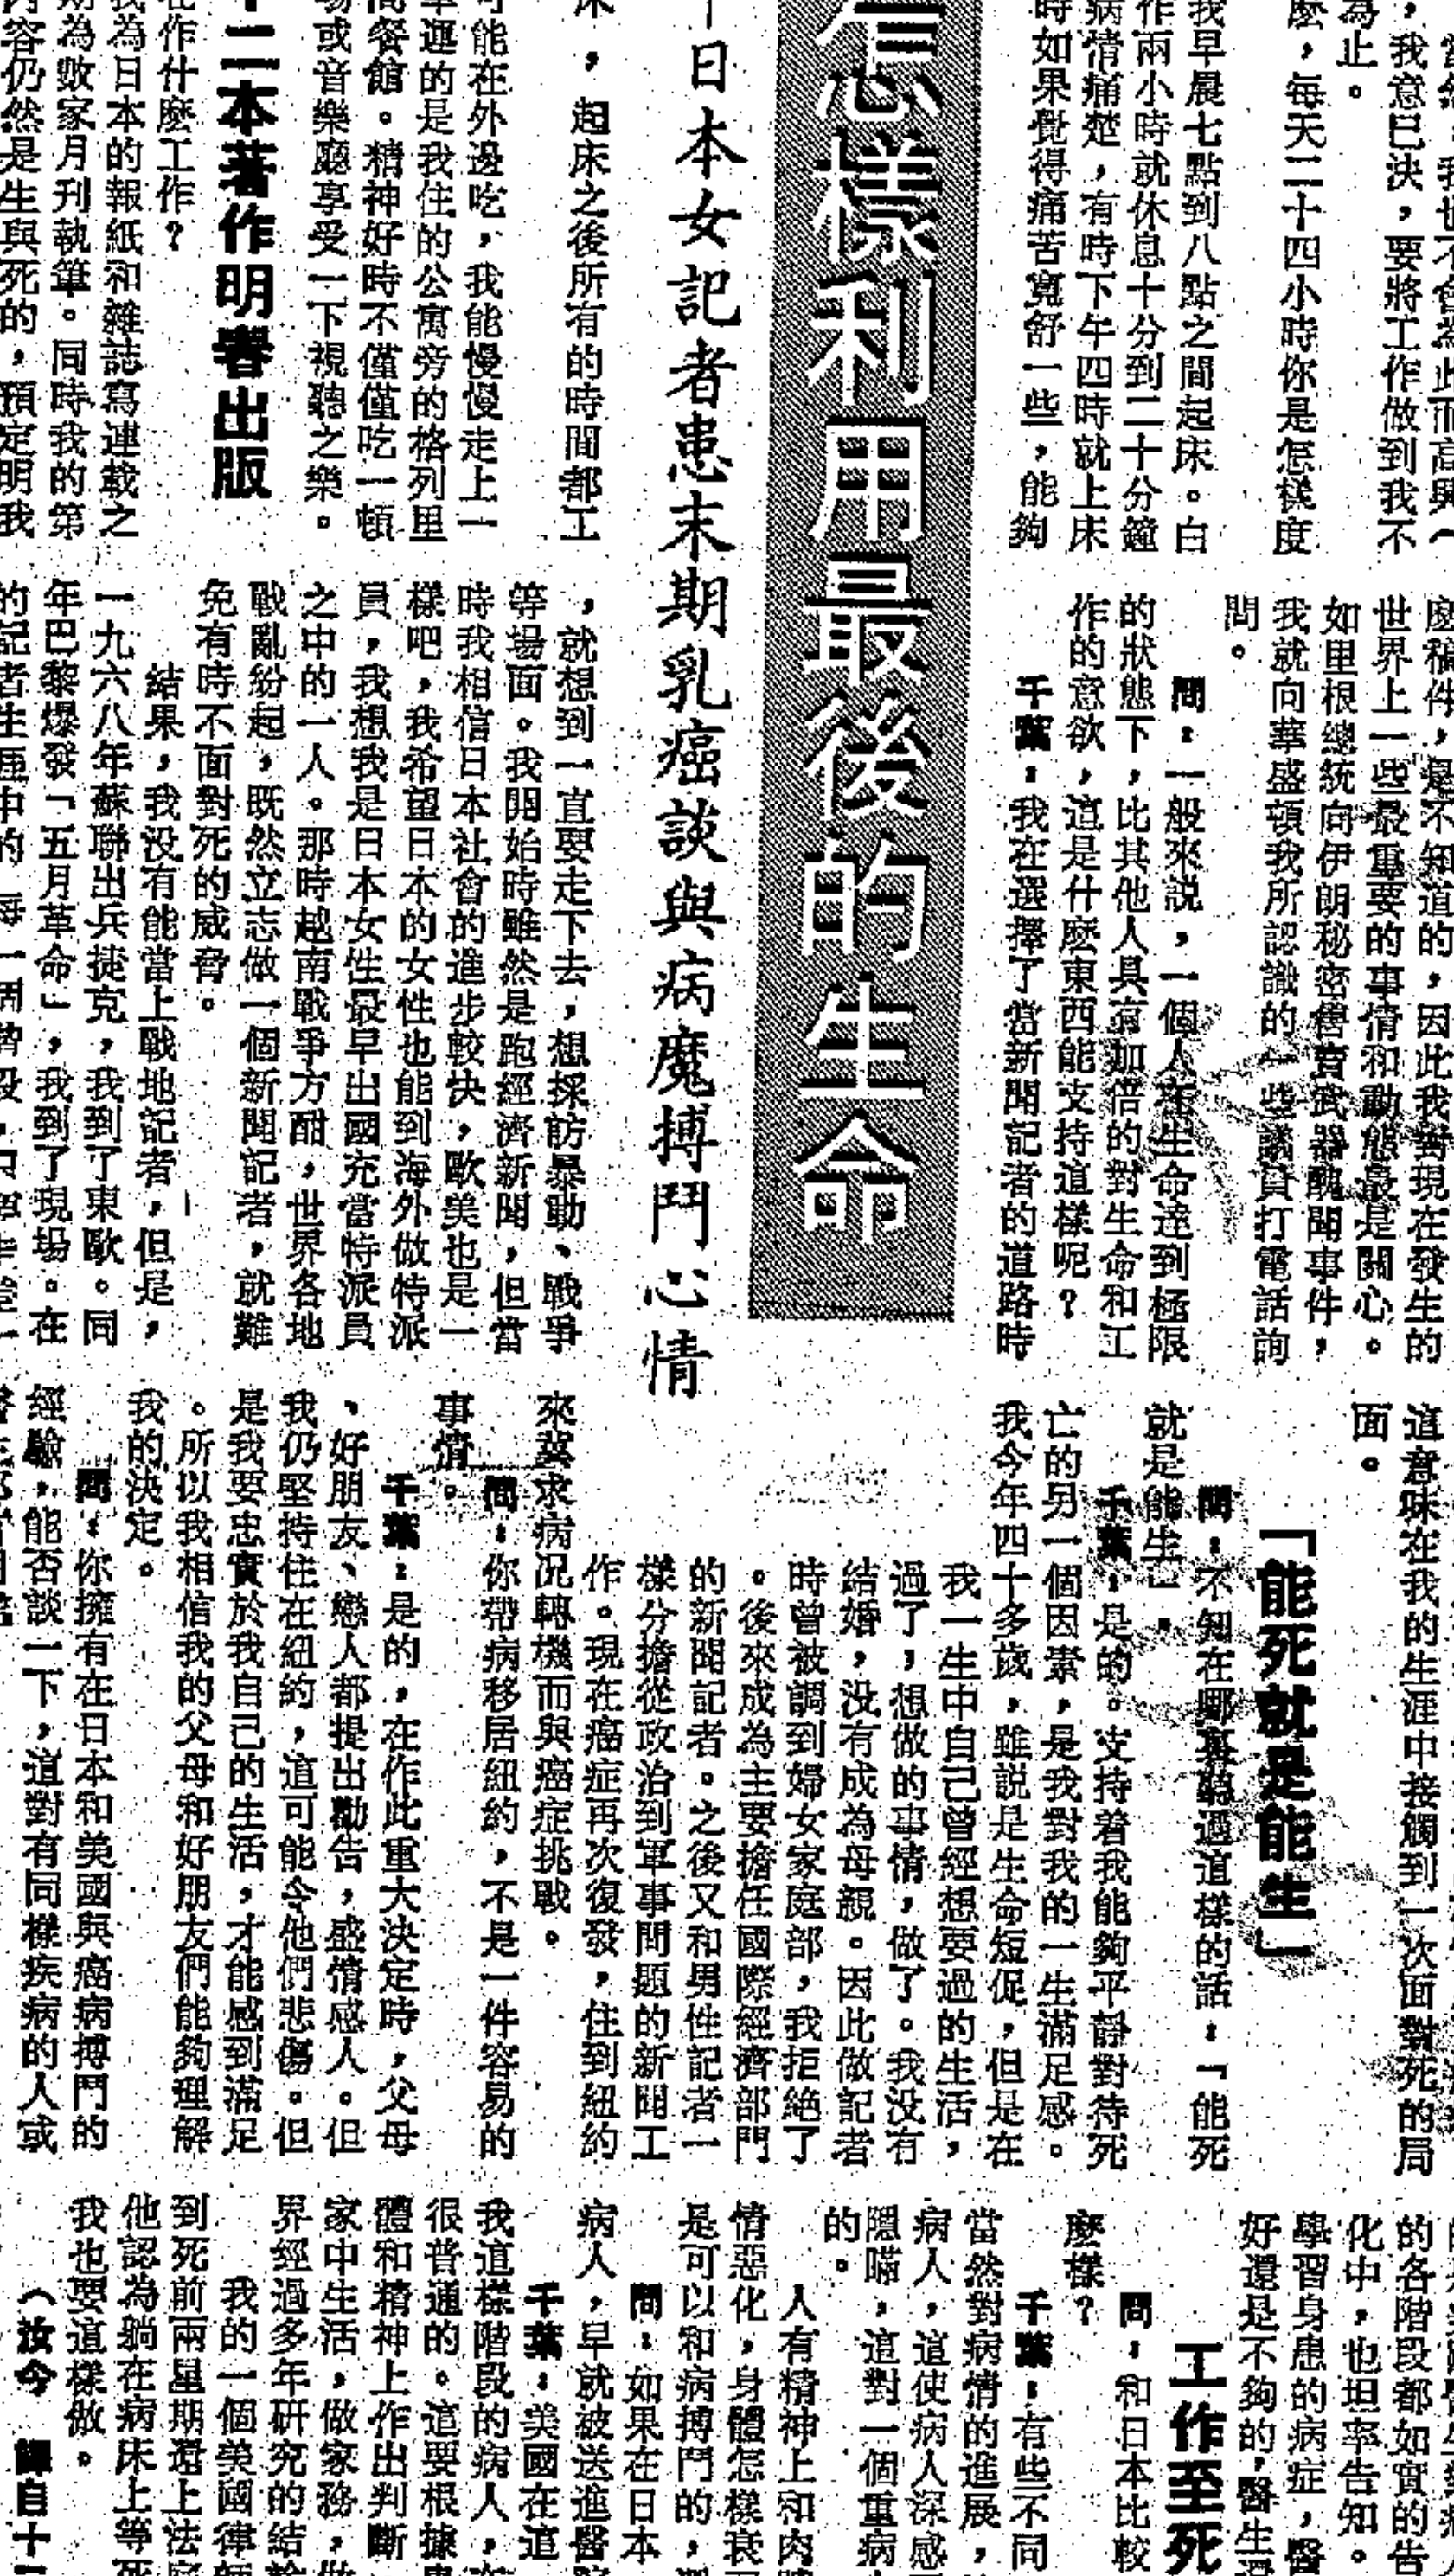 怎樣利用最後的生命
日本女記者患末期乳癌談與病魔搏鬥心情
，我意已決，要將工作做到我不
為止。
麼，每天二十四小時你是怎樣度
我早晨七點到八點之間起床。白
作兩小時就休息十分到二十分鐘
病情痛楚，有時下午四時就上床
時如果覺得痛苦寬舒一些，能夠
床，起床之後所有的時間都工
可能在外邊吃，我能慢慢走上一
幸運的是我住的公寓旁的格列里
間餐館。精神好時不僅僅吃一頓
場或音樂廳享受一下視聽之樂。
十二本著作明春出版
在作什麼工作？
我為日本的報紙和雜誌寫連載之
期為數家月刊執筆。同時我的第
內容仍然是生與死的，預定明我
麼稿件，是不知道的，因此我對現在發生的
世界上一些最重要的事情和動態最是關心。
如里根總統向伊朗秘密售賣武器醜聞事件，
我就向華盛頓我所認識的一些議員打電話詢
問。
問：一般來說，一個人在生命達到極限
的狀態下，比其他人具有加倍的對生命和工
作的意欲，這是什麼東西能支持這樣呢？
千葉：我在選擇了當新聞記者的道路時
，就想到一直要走下去，想採訪暴動、戰爭
等場面。我開始時雖然是跑經濟新聞，但當
時我相信日本社會的進步較快，歐美也是一
樣吧，我希望日本的女性也能到海外做特派
員，我想我是日本女性最早出國充當特派員
之中的一人。那時越南戰爭方酣，世界各地
戰亂紛起，既然立志做一個新聞記者，就難
免有時不面對死的威脅。
結果，我没有能當上戰地記者，但是，
一九六八年蘇聯出兵捷克，我到了東歐。同
年巴黎爆發「五月革命」，我到了現場。在
這意味在我的生涯中接觸到一次面對死的局
面。
「能死就是能生」
問：不知在哪裏聽過這樣的話，「能死
就是能生」。
千葉：是的。支持着我能夠平靜對待死
亡的另一個因素，是我對我的一生滿足感。
我今年四十多歲，雖說是生命短促，但是在
我一生中自己曾經想要過的生活，
過了，想做的事情，做了。我没有
結婚，没有成為母親。因此做記者
時曾被調到婦女家庭部，我拒絕了
。後來成為主要擔任國際經濟部門
的新聞記者。之後又和男性記者一
樣分擔從政治到軍事問題的新聞工
作。現在癌症再次復發，住到紐約
來冀求病況轉機而與癌症挑戰。
問：你帶病移居紐約，不是一件容易的
事情。
千葉：是的，在作此重大決定時，父母
、好朋友、戀人都提出勸告，盛情感人。但
我仍堅持住在紐約，這可能令他們悲傷。但
是我要忠實於我自己的生活，才能感到滿足
。所以我相信我的父母和好朋友們能夠理解
我的決定。
問：你擁有在日本和美國與癌病搏鬥的
經驗，能否談一下，這對有同樣疾病的人或
的各階段都如實的告
化中，也坦率告知。
學習身患的病症，醫
好還是不夠的，醫生
工作至死
問：和日本比較
麼樣？
千葉：有些不同
當然對病情的進展，
病人，這使病人深感
隱瞞，這對一個重病
的。
人有精神上和肉
情惡化，身體怎樣衰
是可以和病搏鬥的，
問：如果在日本
病人，早就被送進醫
千葉：美國在這
我這樣階段的病人，
很普通的。這要根據
體和精神上作出判斷
家中生活，做家務，
界經過多年研究的結
我的一個美國律師
到死前兩星期還上法
他認為躺在病床上等死
我也要這樣做。
（汝今　譯自十